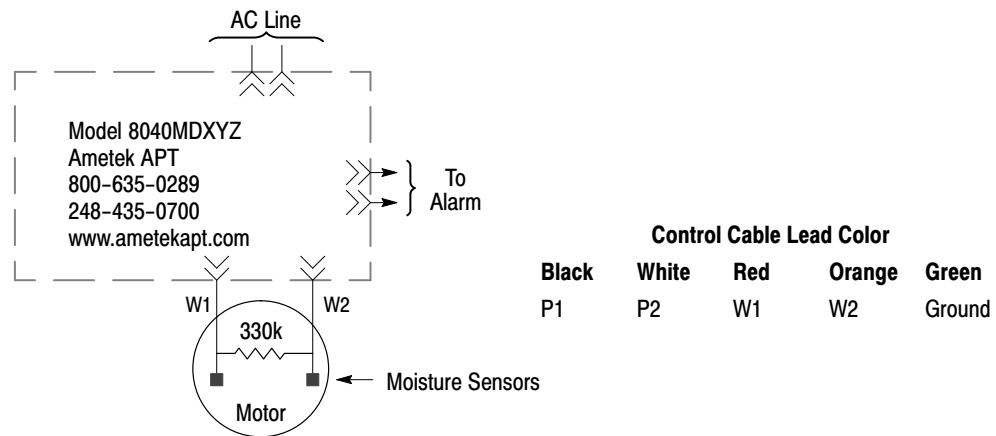 AC Line
Model 8040MDXYZ
Ametek APT
800-635-0289
248-435-0700
www.ametekapt.com
To
Alarm
W1 W2
330k
Moisture Sensors
Motor
Control Cable Lead Color
Black White Red Orange Green
P1 P2 W1 W2 Ground